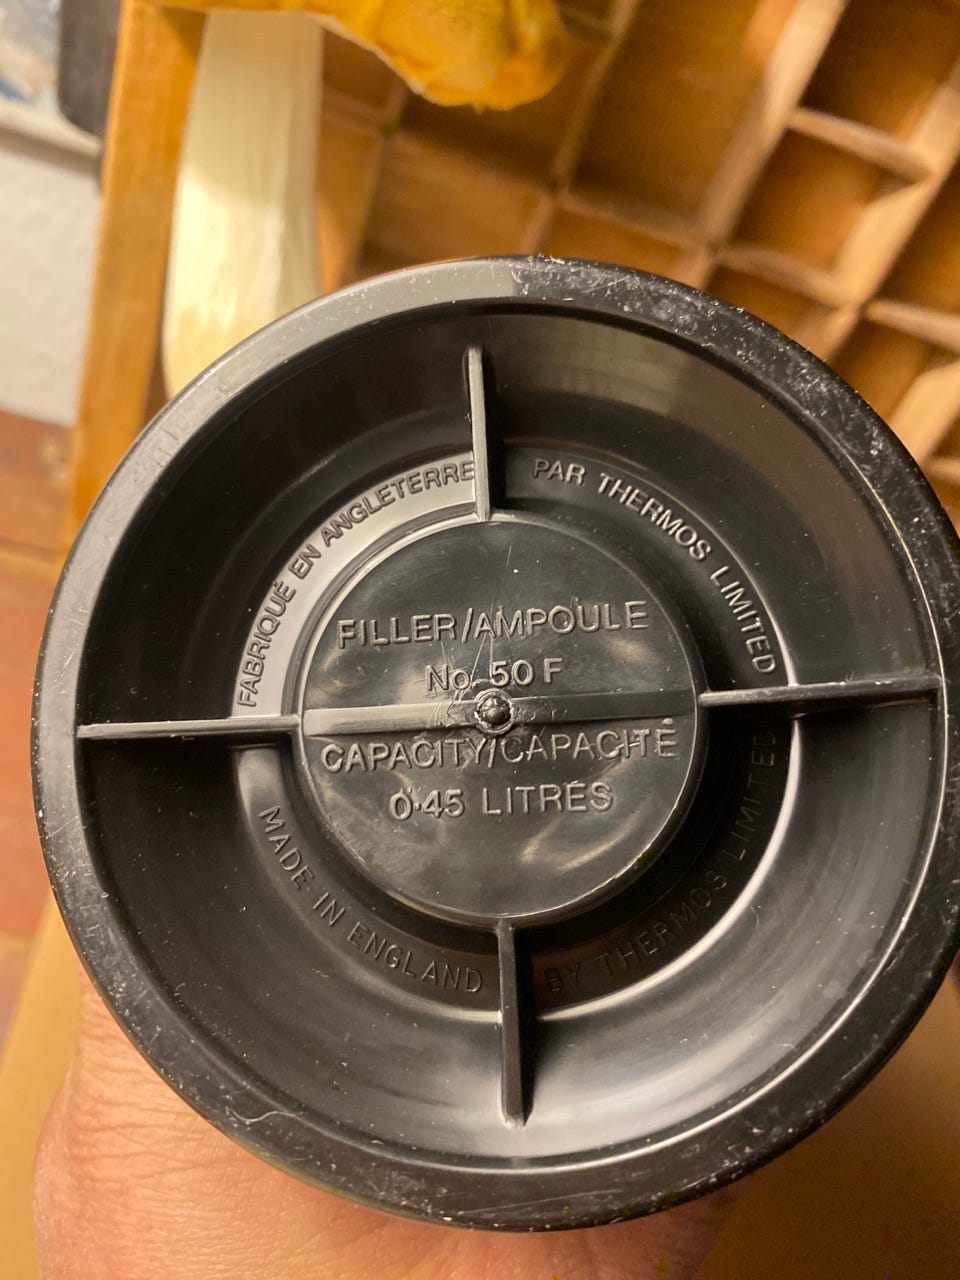 FABRIQUÉ EN ANGLETERRE
PAR THERMOS LIMITED
FILLER/AMPOULE
No. 50 F
CAPACITY/CAPACITÉ
0·45 LITRES
MADE IN ENGLAND
BY THERMOS LIMITED